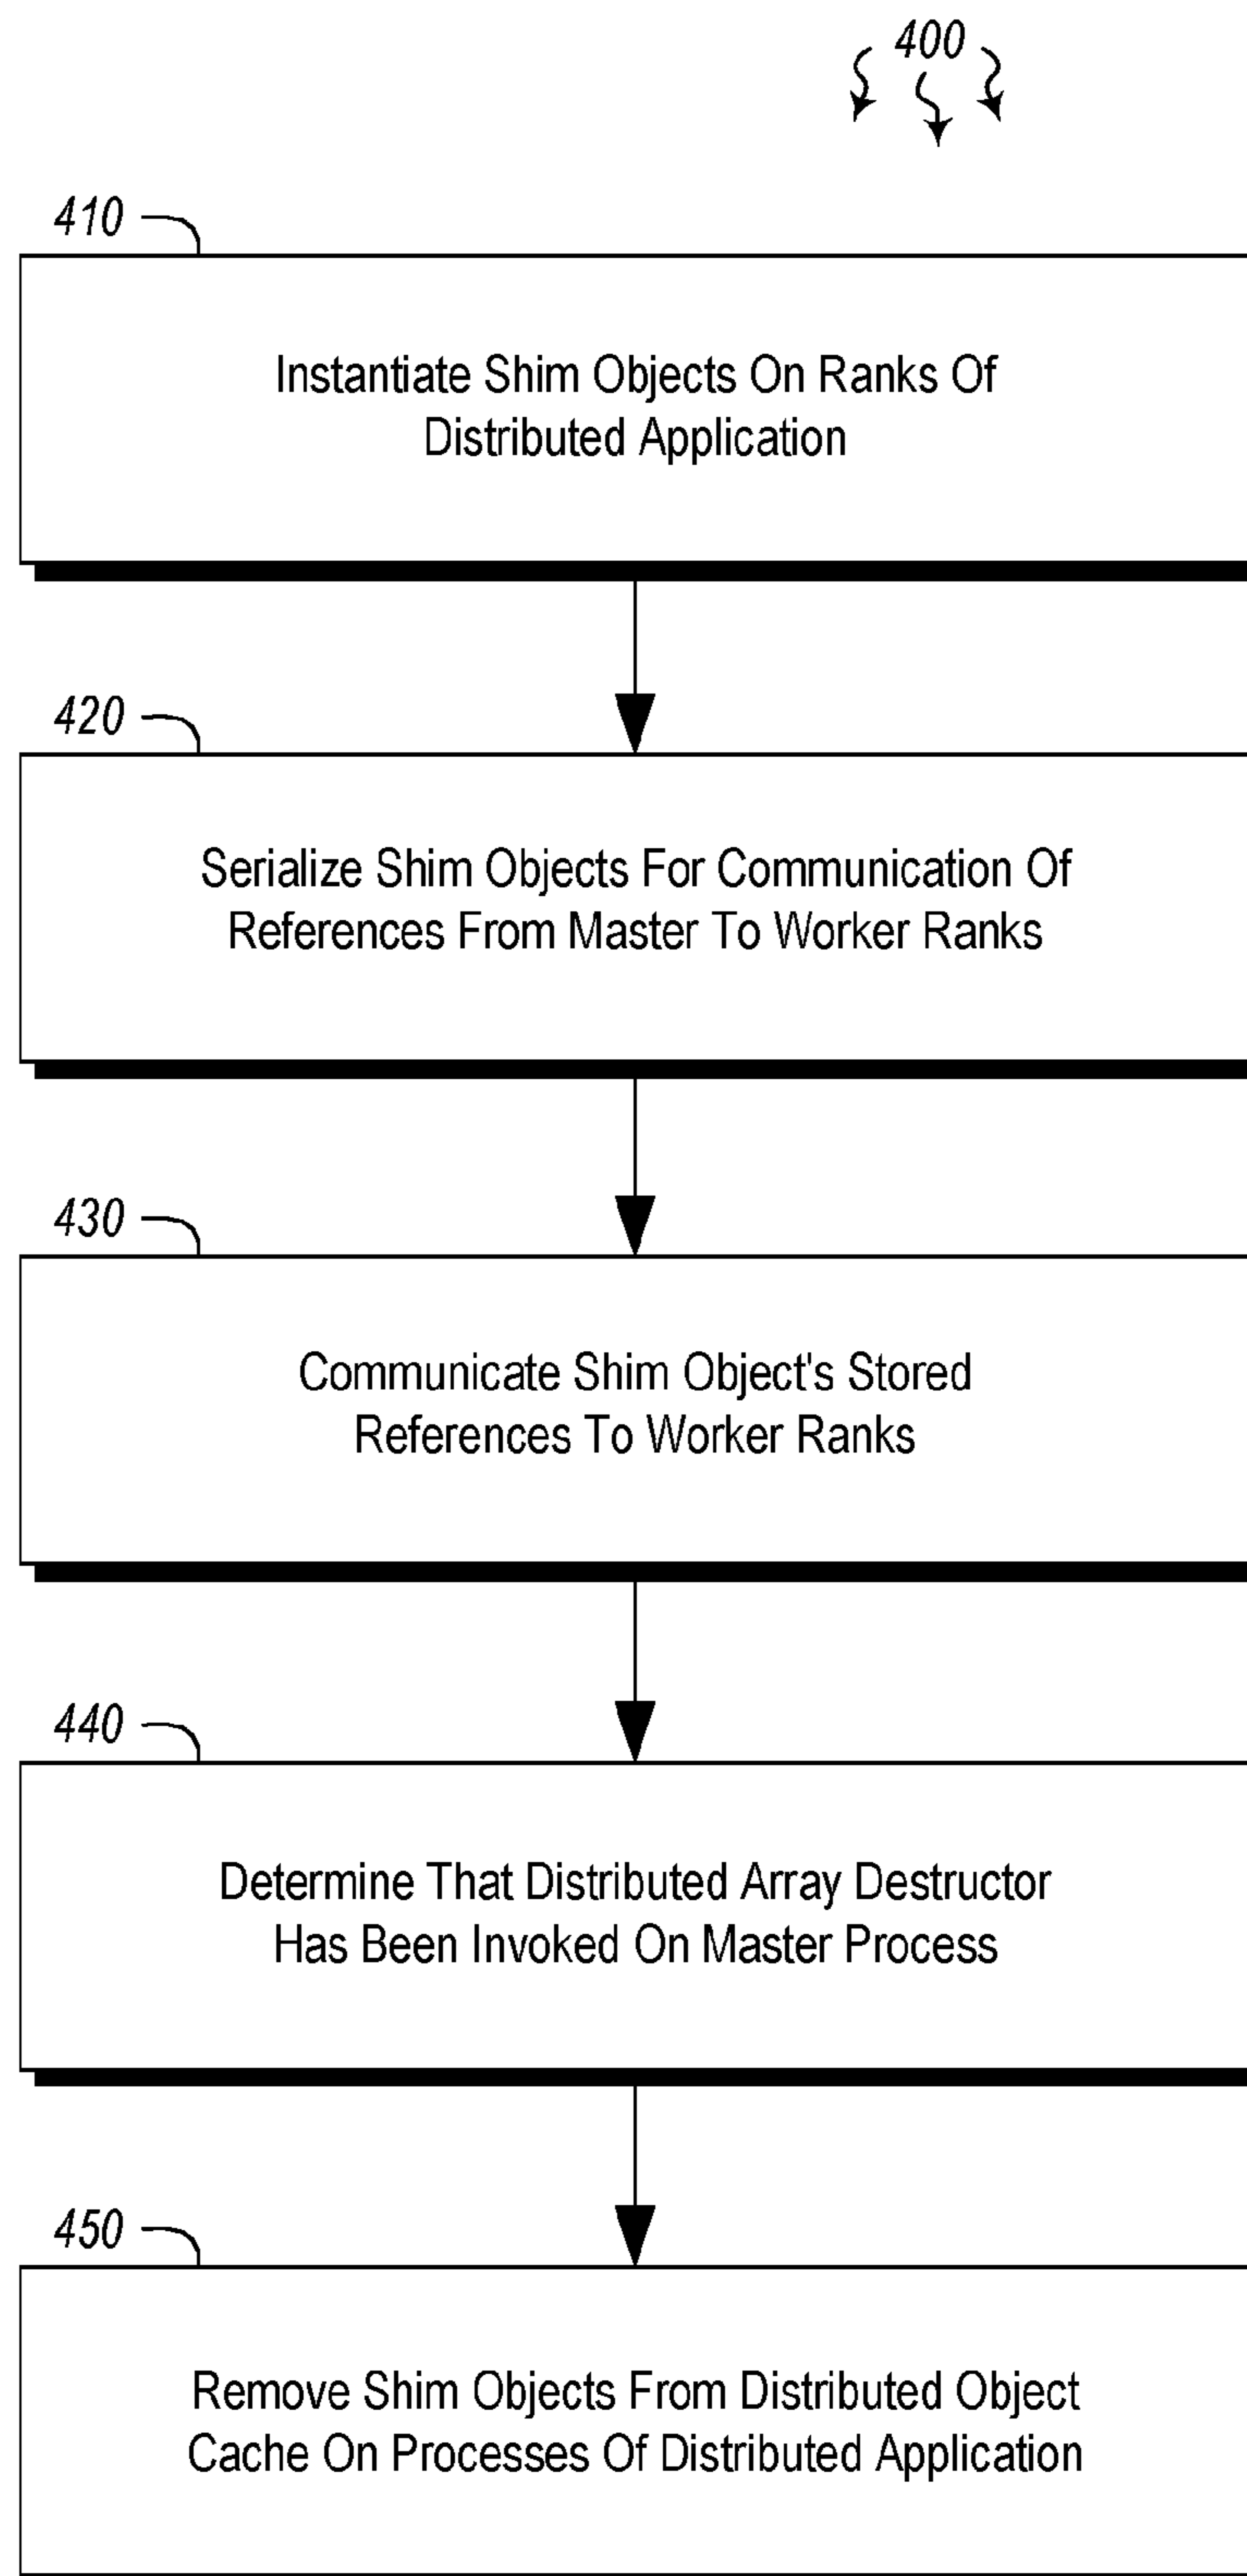 400
410
Instantiate Shim Objects On Ranks Of
Distributed Application
420
Serialize Shim Objects For Communication Of
References From Master To Worker Ranks
430
Communicate Shim Object's Stored
References To Worker Ranks
440
Determine That Distributed Array Destructor
Has Been Invoked On Master Process
450
Remove Shim Objects From Distributed Object
Cache On Processes Of Distributed Application